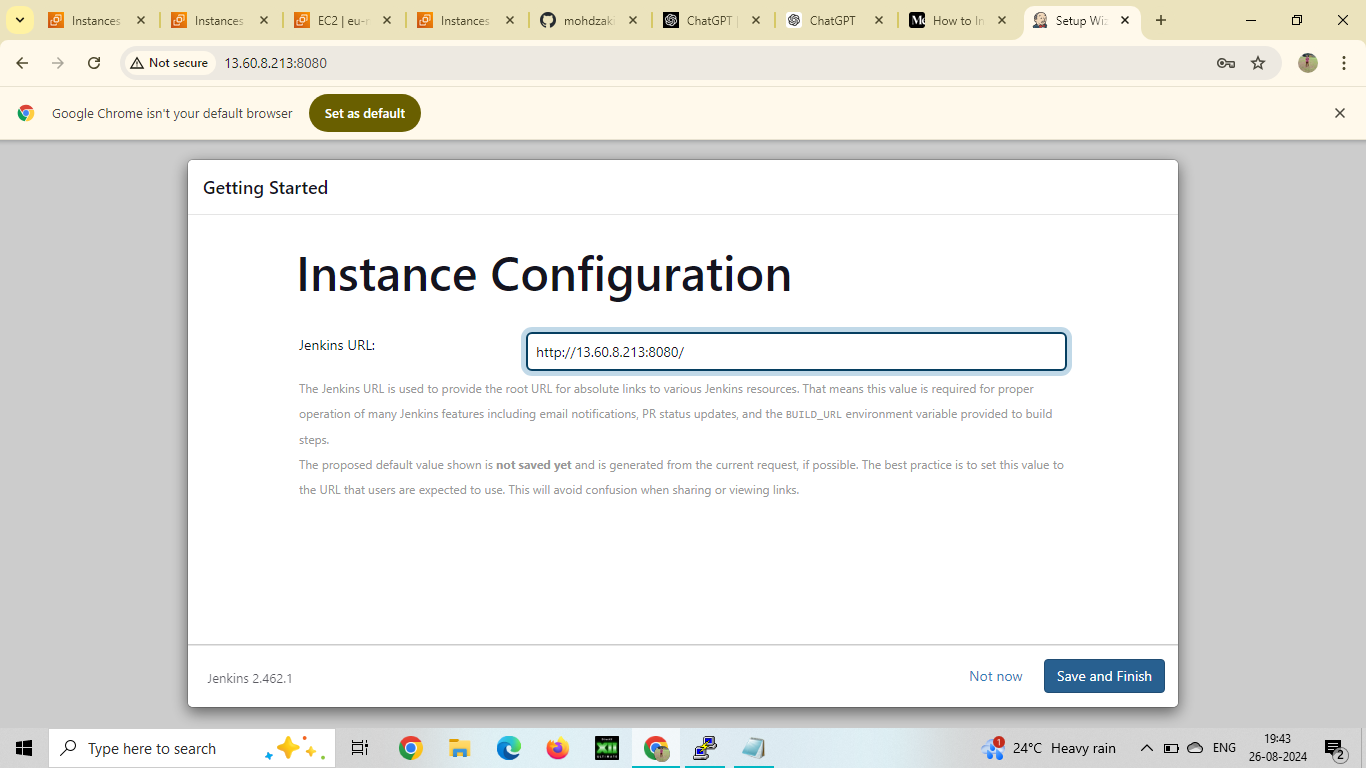 Instances
Instances
EC2 | eu-n
Instances
mohdzaki
ChatGPT |
ChatGPT
How to In
Setup Wiz
Not secure
13.60.8.213:8080
Google Chrome isn't your default browser
Set as default
Getting Started
Instance Configuration
Jenkins URL:
http://13.60.8.213:8080/
The Jenkins URL is used to provide the root URL for absolute links to various Jenkins resources. That means this value is required for proper
operation of many Jenkins features including email notifications, PR status updates, and the BUILD_URL environment variable provided to build
steps.
The proposed default value shown is not saved yet and is generated from the current request, if possible. The best practice is to set this value to
the URL that users are expected to use. This will avoid confusion when sharing or viewing links.
Jenkins 2.462.1
Not now
Save and Finish
Type here to search
XII
1
24°C Heavy rain
ENG
19:43
26-08-2024
2